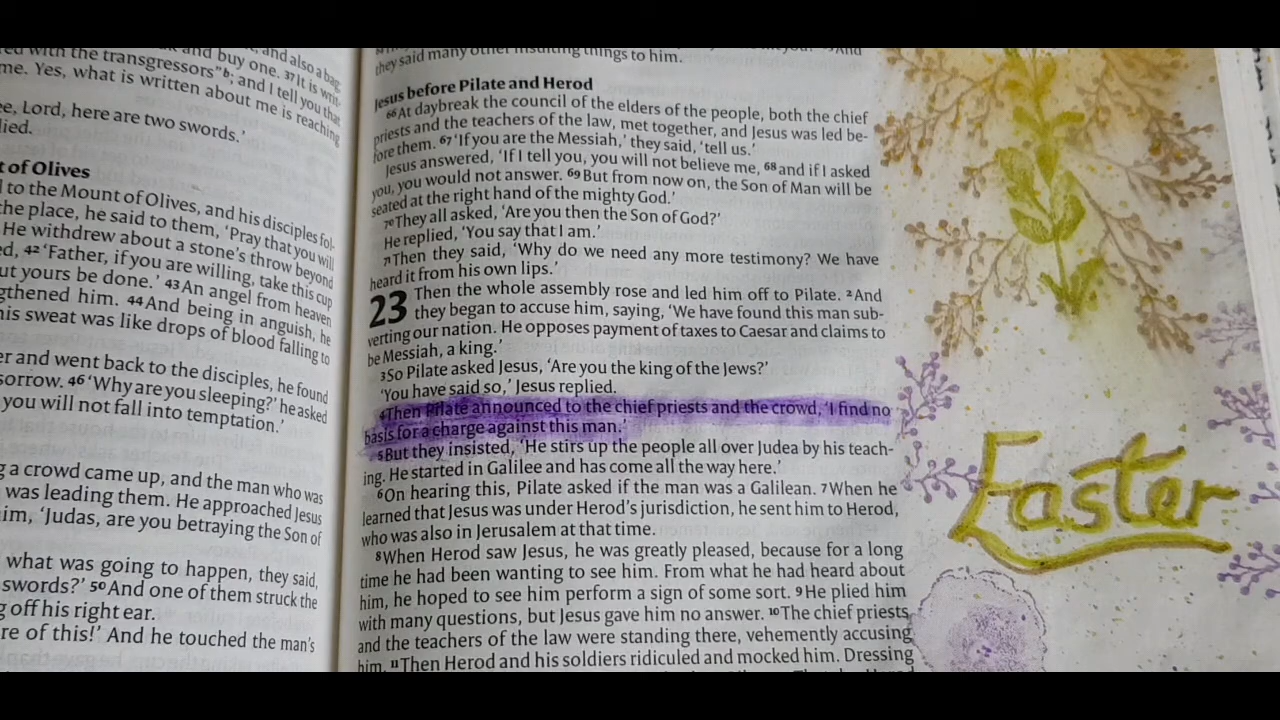 and also a bag
and buy one. 37 It is writ-
with the transgressors"b; and I tell you that
me. Yes, what is written about me is reaching
Lord, here are two swords.'
lied.
t of Olives
to the Mount of Olives, and his disciples fol-
the place, he said to them, 'Pray that you will
He withdrew about a stone's throw beyond
ed, 42 'Father, if you are willing, take this cup
ut yours be done.' 43 An angel from heaven
gthened him. 44 And being in anguish, he
his sweat was like drops of blood falling to
er and went back to the disciples, he found
sorrow. 46 'Why are you sleeping?' he asked
you will not fall into temptation.'
g a crowd came up, and the man who was
was leading them. He approached Jesus
im, 'Judas, are you betraying the Son of
what was going to happen, they said,
swords?' 50 And one of them struck the
g off his right ear.
re of this!' And he touched the man's
they said many other insulting things to him.
Jesus before Pilate and Herod
66 At daybreak the council of the elders of the people, both the chief
priests and the teachers of the law, met together, and Jesus was led be-
fore them. 67 'If you are the Messiah,' they said, 'tell us.'
Jesus answered, 'If I tell you, you will not believe me, 68 and if I asked
you, you would not answer. 69 But from now on, the Son of Man will be
seated at the right hand of the mighty God.'
70 They all asked, 'Are you then the Son of God?'
He replied, 'You say that I am.'
71 Then they said, 'Why do we need any more testimony? We have
heard it from his own lips.'
23 Then the whole assembly rose and led him off to Pilate. 2 And
they began to accuse him, saying, 'We have found this man sub-
verting our nation. He opposes payment of taxes to Caesar and claims to
be Messiah, a king.'
3 So Pilate asked Jesus, 'Are you the king of the Jews?'
'You have said so,' Jesus replied.
4 Then Pilate announced to the chief priests and the crowd, 'I find no
basis for a charge against this man.'
5 But they insisted, 'He stirs up the people all over Judea by his teach-
ing. He started in Galilee and has come all the way here.'
6 On hearing this, Pilate asked if the man was a Galilean. 7 When he
learned that Jesus was under Herod's jurisdiction, he sent him to Herod,
who was also in Jerusalem at that time.
8 When Herod saw Jesus, he was greatly pleased, because for a long
time he had been wanting to see him. From what he had heard about
him, he hoped to see him perform a sign of some sort. 9 He plied him
with many questions, but Jesus gave him no answer. 10 The chief priests
and the teachers of the law were standing there, vehemently accusing
him. 11 Then Herod and his soldiers ridiculed and mocked him. Dressing
Easter